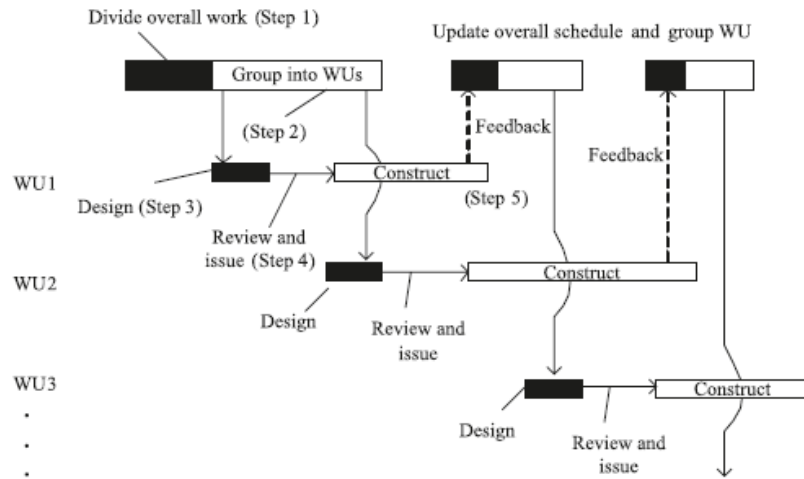 Divide overall work (Step 1)
Update overall schedule and group WU
Group into WUs
(Step 2)
Feedback
Feedback
WU1
Construct
Design (Step 3)
(Step 5)
Review and
issue (Step 4)
WU2
Construct
Design
Review and
issue
WU3
Construct
Design
Review and
issue